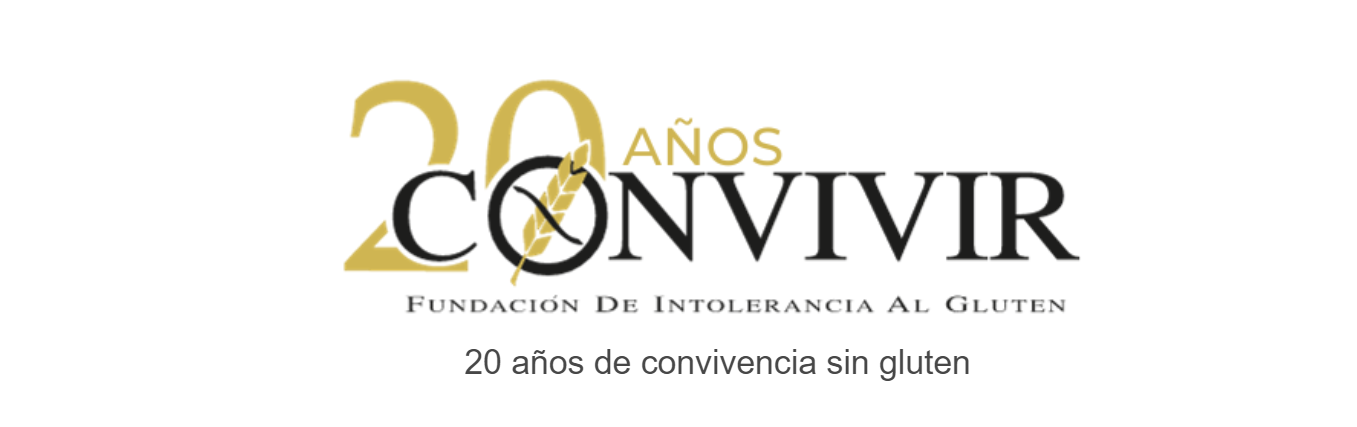 20 AÑOS
CONVIVIR
FUNDACIÓN DE INTOLERANCIA AL GLUTEN
20 años de convivencia sin gluten